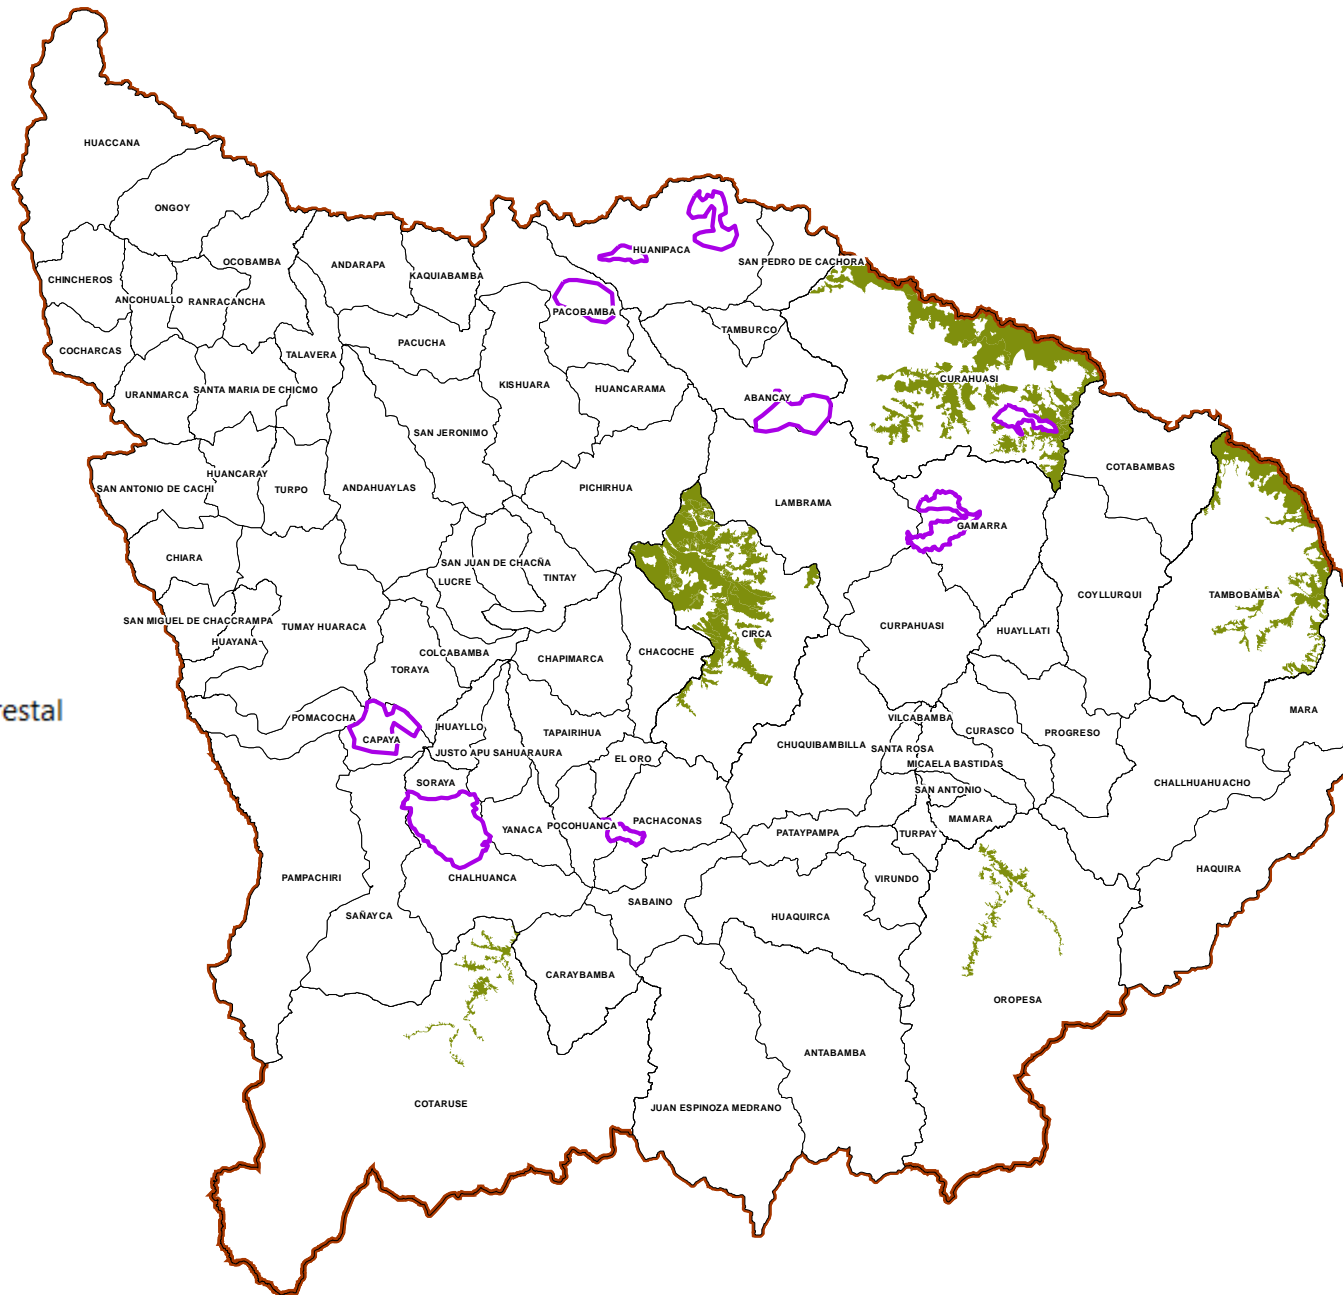 HUACCANA
ONGOY
HUANIPACA
OCOBAMBA
ANDARAPA
SAN PEDRO DE CACHORA
KAQUIABAMBA
CHINCHEROS
ANCOHUALLO
RANRACANCHA
PACOBAMBA
TAMBURCO
PACUCHA
COCHARCAS
TALAVERA
CURAHUASI
KISHUARA
HUANCARAMA
SANTA MARIA DE CHICMO
URANMARCA
ABANCAY
SAN JERONIMO
COTABAMBAS
HUANCARAY
SAN ANTONIO DE CACHI
TURPO
ANDAHUAYLAS
PICHIRHUA
LAMBRAMA
GAMARRA
CHIARA
SAN JUAN DE CHACÑA
TINTAY
LUCRE
COYLLURQUI
TAMBOBAMBA
SAN MIGUEL DE CHACCRAMPA
TUMAY HUARACA
CURPAHUASI
HUAYLLATI
CIRCA
HUAYANA
COLCABAMBA
CHACOCHE
CHAPIMARCA
TORAYA
restal
MARA
POMACOCHA
VILCABAMBA
IHUAYLLO
CURASCO
TAPAIRIHUA
PROGRESO
CAPAYA
CHUQUIBAMBILLA
SANTA ROSA
JUSTO APU SAHUARAURA
EL ORO
MICAELA BASTIDAS
SORAYA
CHALLHUAHUACHO
SAN ANTONIO
MAMARA
PACHACONAS
POCOHUANCA
YANACA
PATAYPAMPA
TURPAY
HAQUIRA
PAMPACHIRI
CHALHUANCA
VIRUNDO
SABAINO
SAÑAYCA
HUAQUIRCA
CARAYBAMBA
OROPESA
ANTABAMBA
COTARUSE
JUAN ESPINOZA MEDRANO